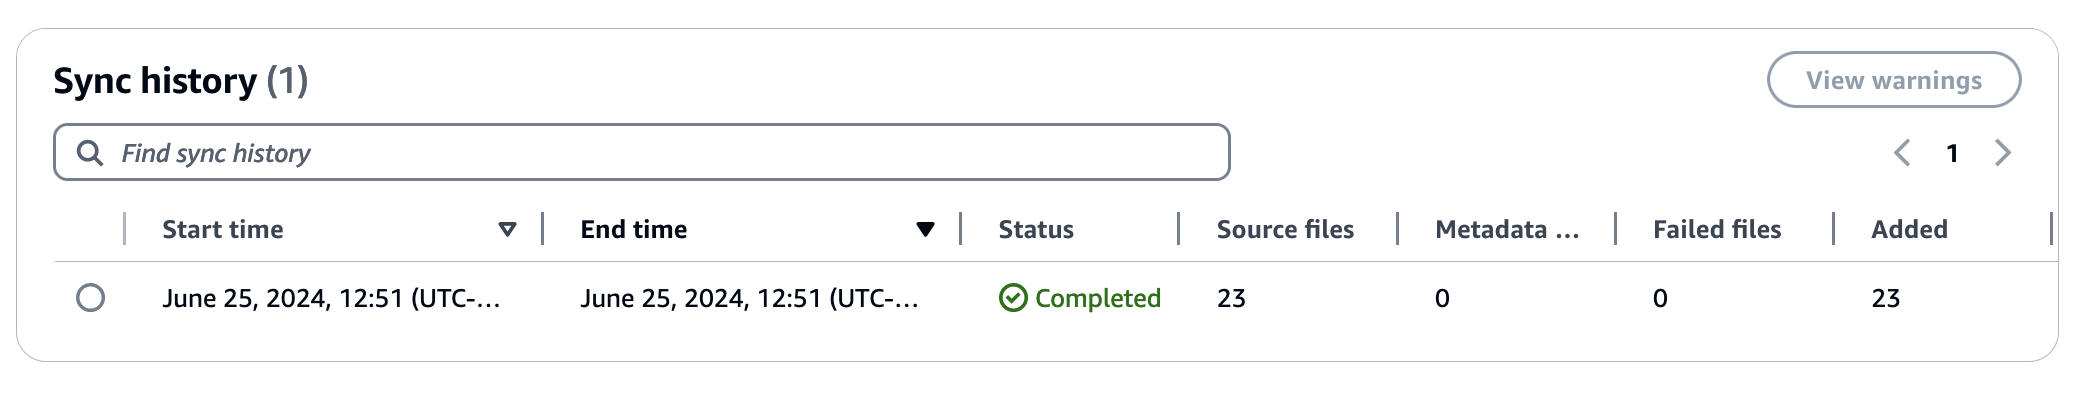 Sync history (1)
View warnings
Find sync history
1
Start time End time Status Source files Metadata ... Failed files Added
June 25, 2024, 12:51 (UTC-... June 25, 2024, 12:51 (UTC-... Completed 23 0 0 23